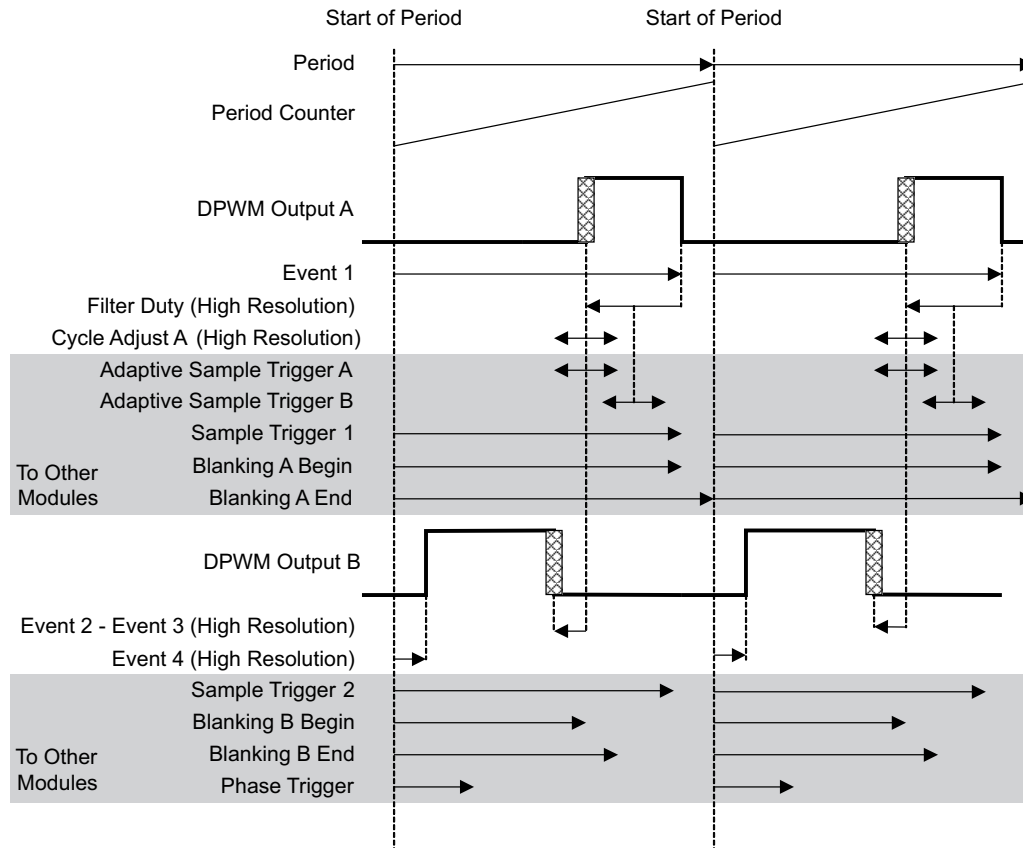 Start of Period Start of Period
Period
Period Counter
DPWM Output A
Event 1
Filter Duty (High Resolution)
Cycle Adjust A (High Resolution)
Adaptive Sample Trigger A
Adaptive Sample Trigger B
Sample Trigger 1
Blanking A Begin
To Other
Modules
Blanking A End
DPWM Output B
Event 2 - Event 3 (High Resolution)
Event 4 (High Resolution)
Sample Trigger 2
Blanking B Begin
Blanking B End
To Other
Modules
Phase Trigger